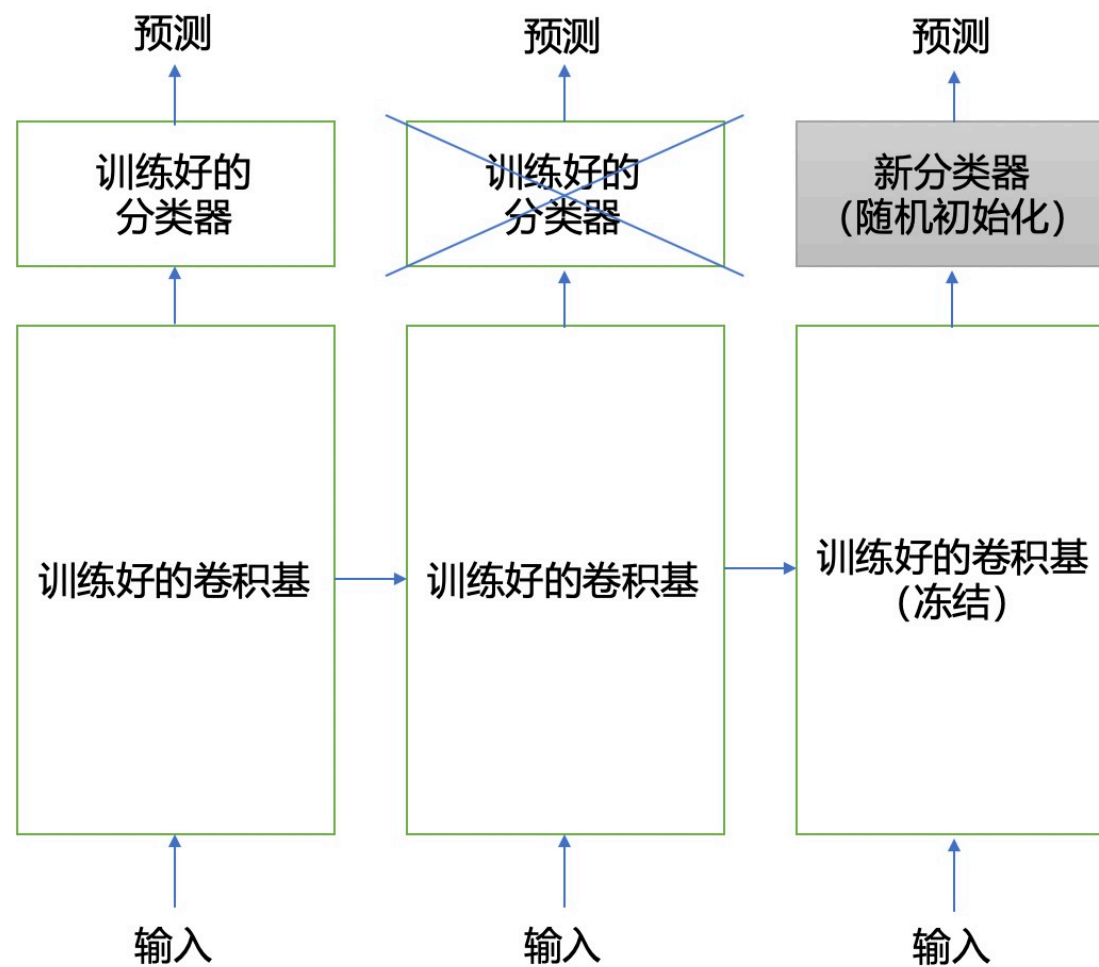 预测
预测
预测
训练好的
分类器
训练好的
分类器
新分类器
（随机初始化）
训练好的卷积基
训练好的卷积基
训练好的卷积基
（冻结）
输入
输入
输入